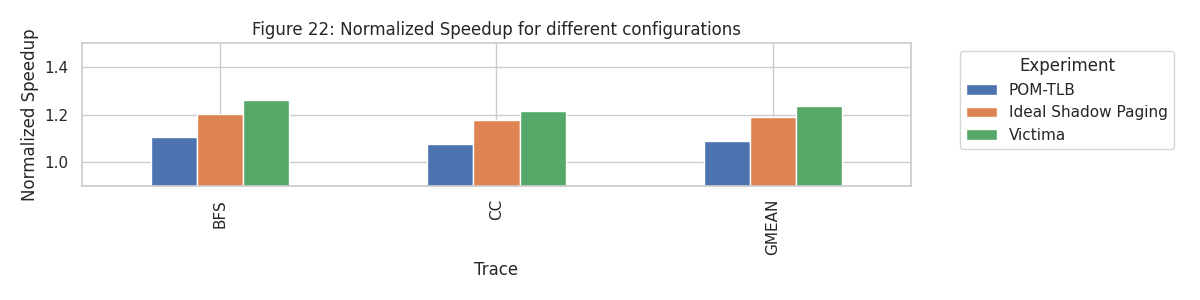 Figure 22: Normalized Speedup for different configurations
Normalized Speedup
1.4
1.2
1.0
BFS
CC
GMEAN
Trace
Experiment
POM-TLB
Ideal Shadow Paging
Victima